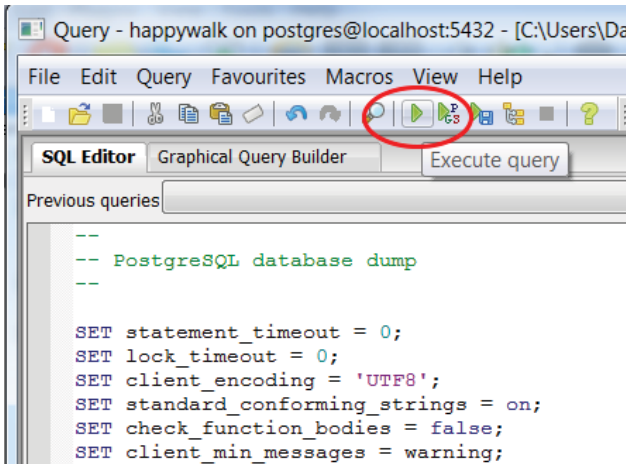 Query - happywalk on postgres@localhost:5432 - [C:\Users\Da
File Edit Query Favourites Macros View Help
SQL Editor Graphical Query Builder
Execute query
Previous queries
--
-- PostgreSQL database dump
--
SET statement_timeout = 0;
SET lock_timeout = 0;
SET client_encoding = 'UTF8';
SET standard_conforming_strings = on;
SET check_function_bodies = false;
SET client_min_messages = warning;